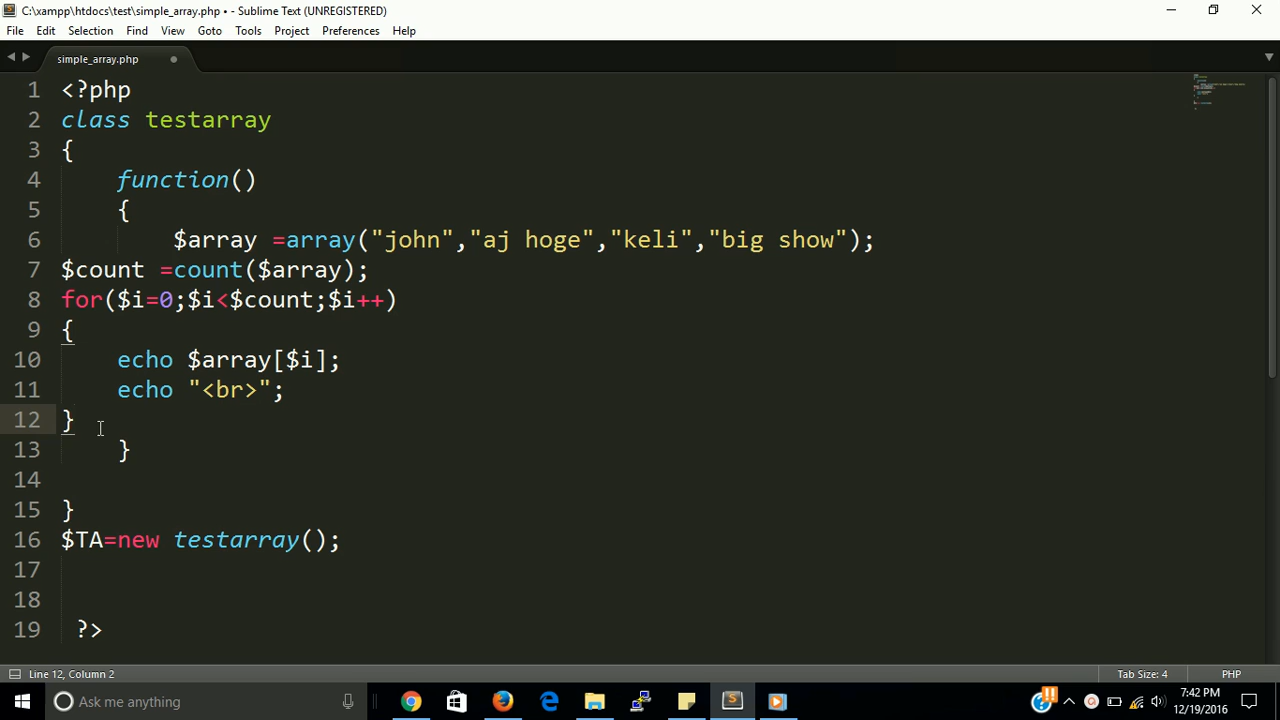 C:\xampp\htdocs\test\simple_array.php • - Sublime Text (UNREGISTERED)
File Edit Selection Find View Goto Tools Project Preferences Help
simple_array.php
1 <?php
2 class testarray
3 {
4 function()
5 {
6 $array =array("john","aj hoge","keli","big show");
7 $count =count($array);
8 for($i=0;$i<$count;$i++)
9 {
10 echo $array[$i];
11 echo "<br>";
12 }
13 }
14
15 }
16 $TA=new testarray();
17
18
19 ?>
Line 12, Column 2 Tab Size: 4 PHP
Ask me anything
7:42 PM
12/19/2016